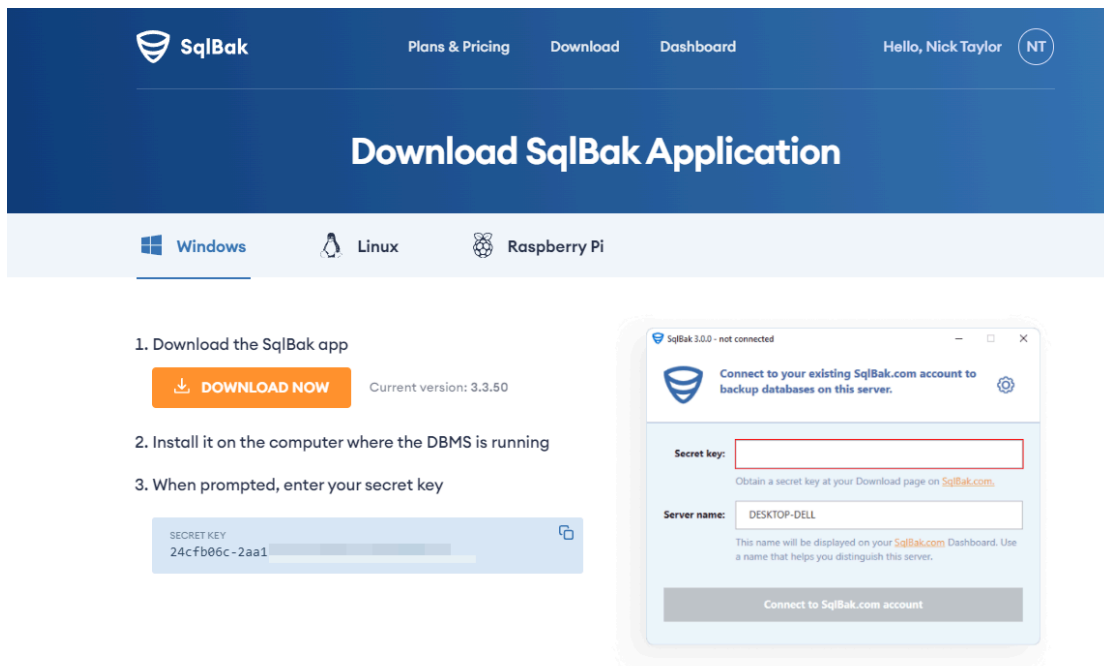 SqlBak
Plans & Pricing
Download
Dashboard
Hello, Nick Taylor
NT
Download SqlBak Application
Windows
Linux
Raspberry Pi
1. Download the SqlBak app
DOWNLOAD NOW
Current version: 3.3.50
2. Install it on the computer where the DBMS is running
3. When prompted, enter your secret key
SECRET KEY
24cfb06c-2aa1
SqlBak 3.0.0 - not connected
Connect to your existing SqlBak.com account to
backup databases on this server.
Secret key:
Obtain a secret key at your Download page on SqlBak.com.
Server name:
DESKTOP-DELL
This name will be displayed on your SqlBak.com Dashboard. Use
a name that helps you distinguish this server.
Connect to SqlBak.com account